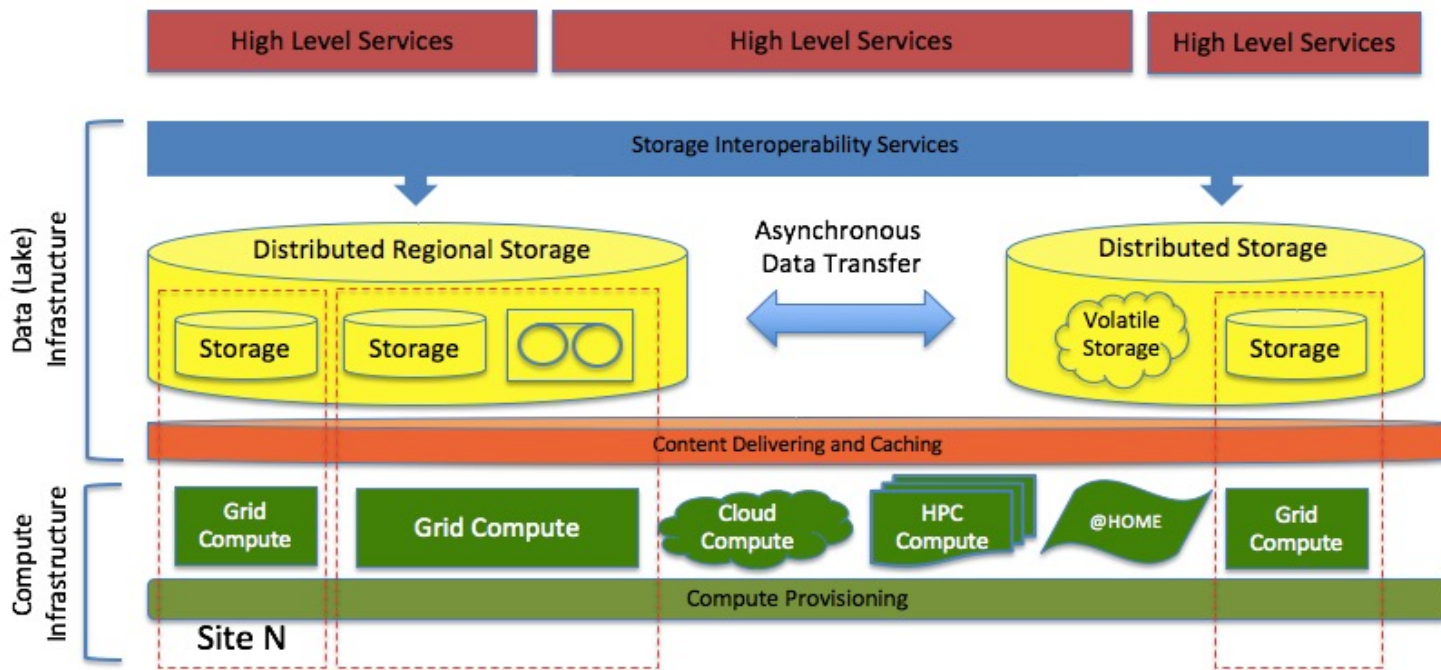 High Level Services
High Level Services
High Level Services
Storage Interoperability Services
Data (Lake)
Infrastructure
Distributed Regional Storage
Asynchronous
Data Transfer
Distributed Storage
Storage
Storage
Volatile
Storage
Storage
Content Delivering and Caching
Compute
Infrastructure
Grid
Compute
Grid Compute
Cloud
Compute
HPC
Compute
@HOME
Grid
Compute
Compute Provisioning
Site N